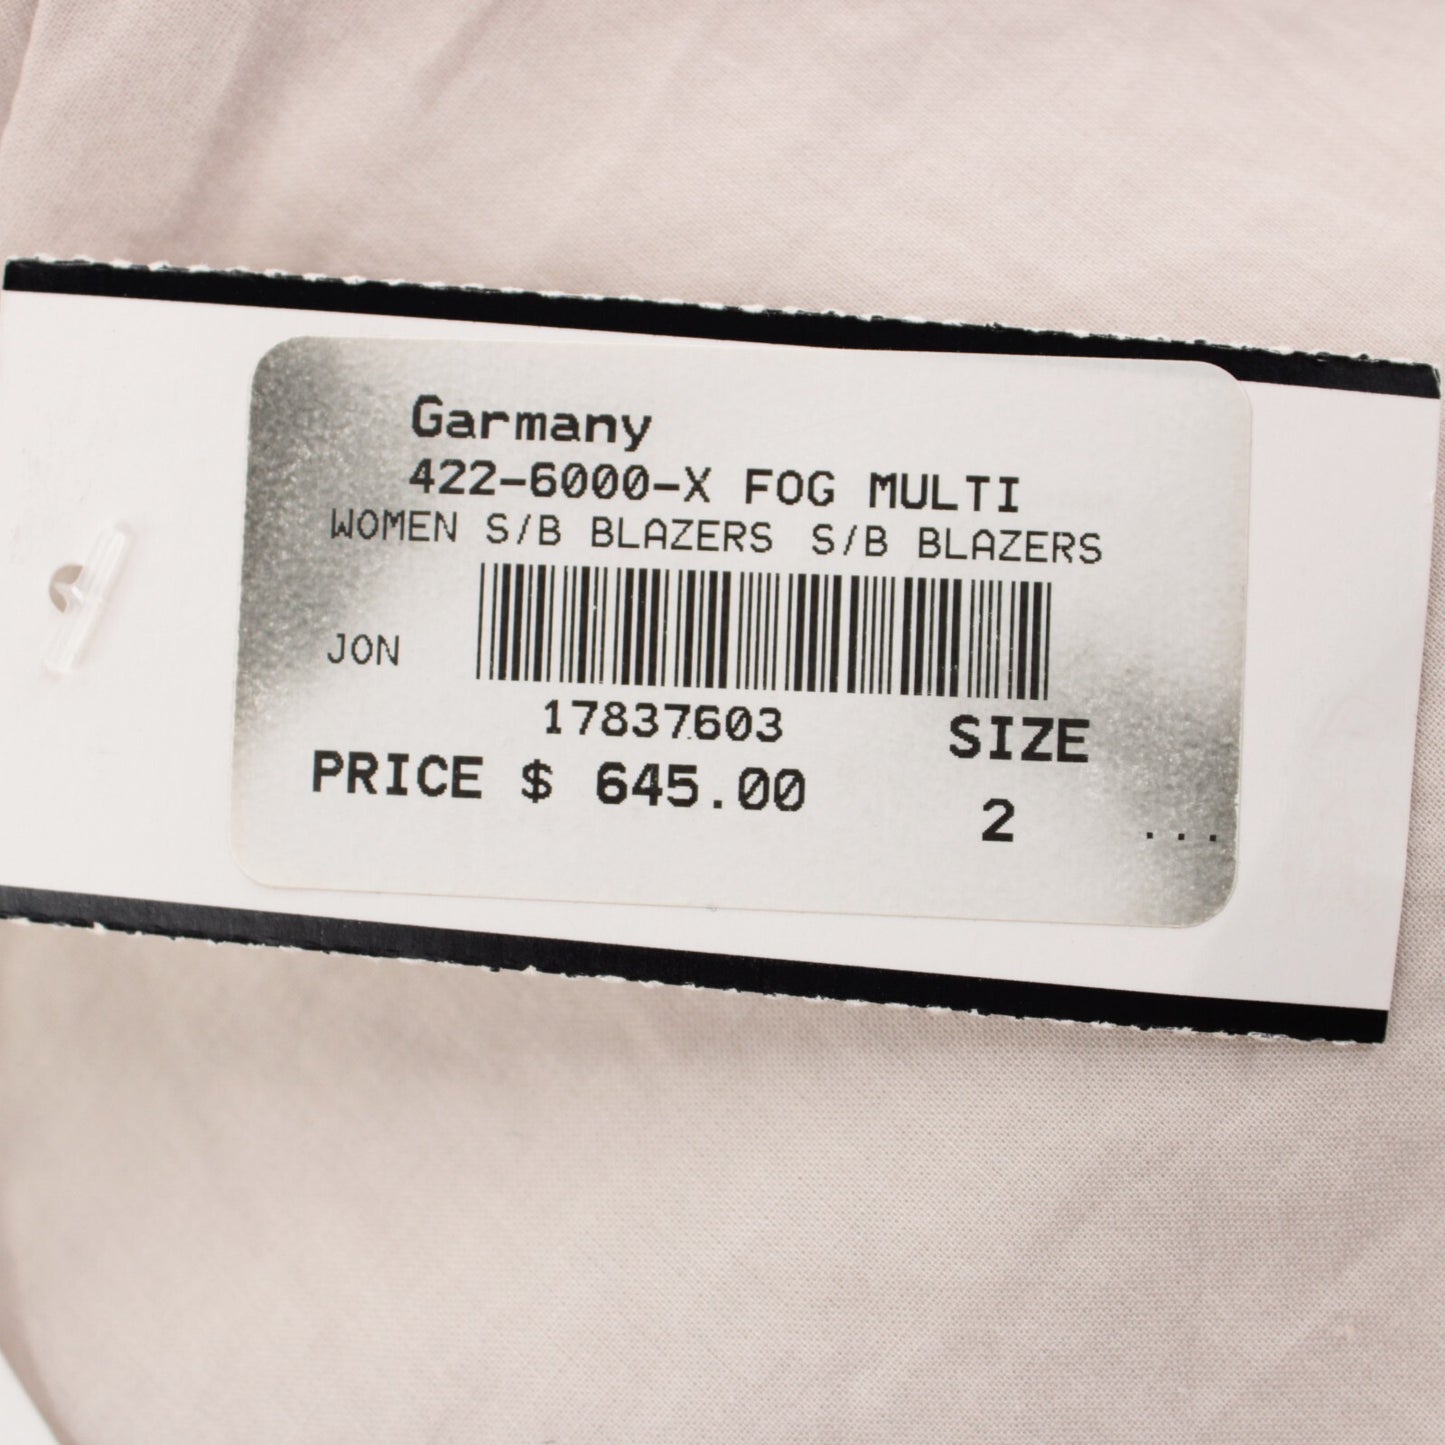 Garmany
422-6000-X FOG MULTI
WOMEN S/B BLAZERS S/B BLAZERS
JON
17837603
SIZE
PRICE $ 645.00
2 ...